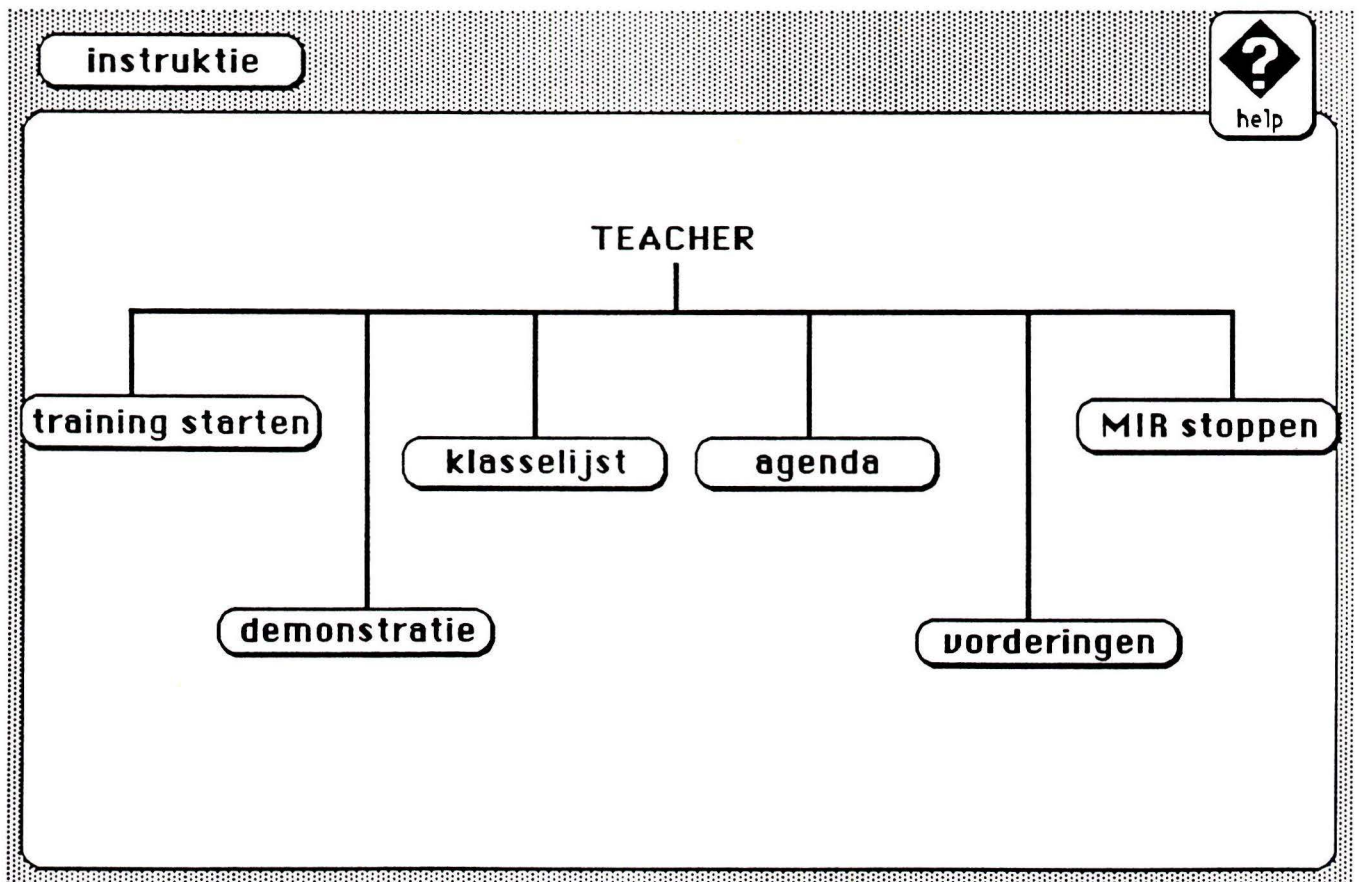 instruktie
?
help
TEACHER
training starten
MIR stoppen
klasselijst
agenda
demonstratie
vorderingen